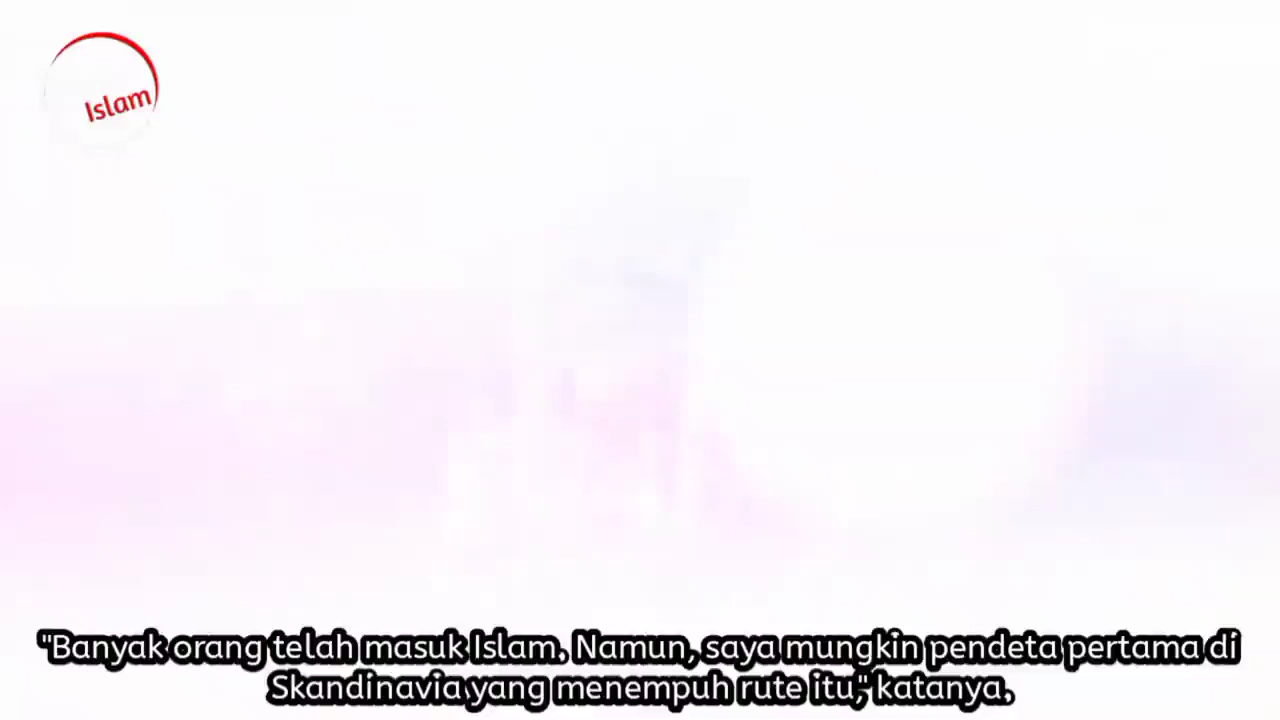 Islam
"Banyak orang telah masuk Islam. Namun, saya mungkin pendeta pertama di
Skandinavia yang menempuh rute itu," katanya.